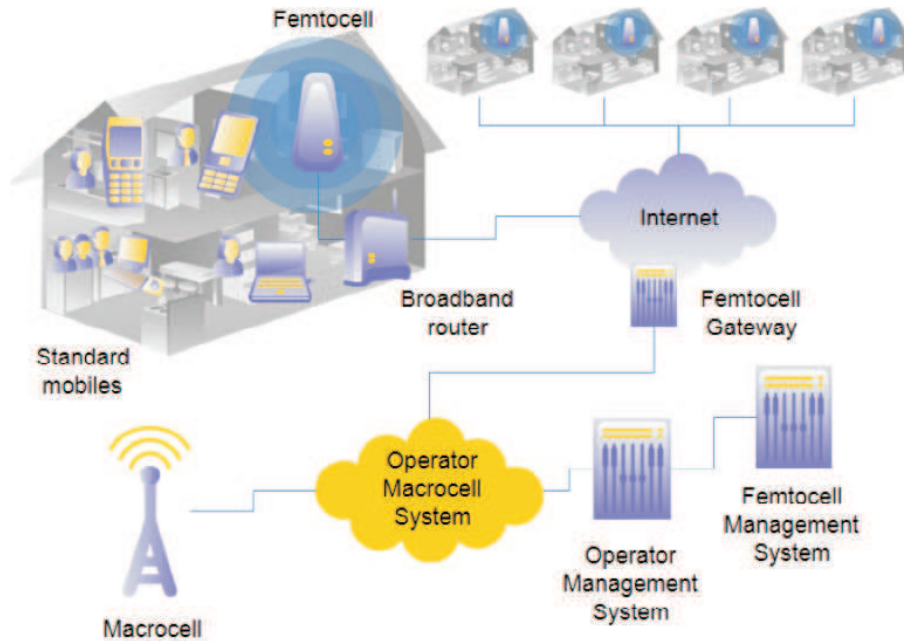 Femtocell
Internet
Broadband
router
Femtocell
Gateway
Standard
mobiles
Operator
Macrocell
System
Femtocell
Management
System
Operator
Management
System
Macrocell